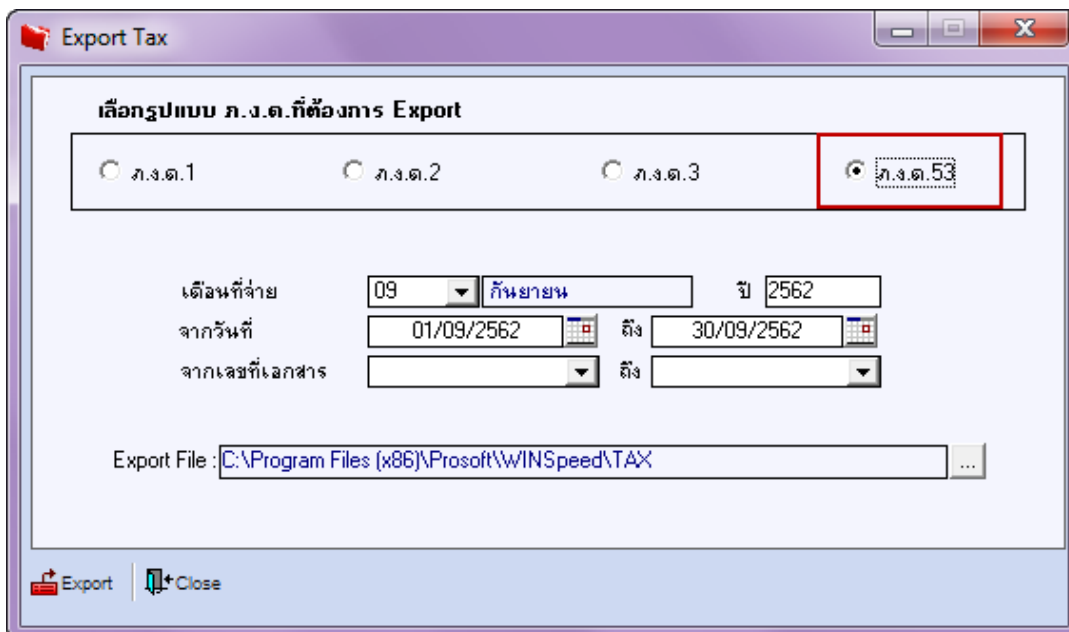 Export Tax
เลือกรูปแบบ ภ.ง.ด.ที่ต้องการ Export
ภ.ง.ด.1 ภ.ง.ด.2 ภ.ง.ด.3 ภ.ง.ด.53
เดือนที่จ่าย 09 กันยายน ปี 2562
จากวันที่ 01/09/2562 ถึง 30/09/2562
จากเลขที่เอกสาร ถึง
Export File : C:\Program Files (x86)\Prosoft\WINSpeed\TAX ...
Export Close